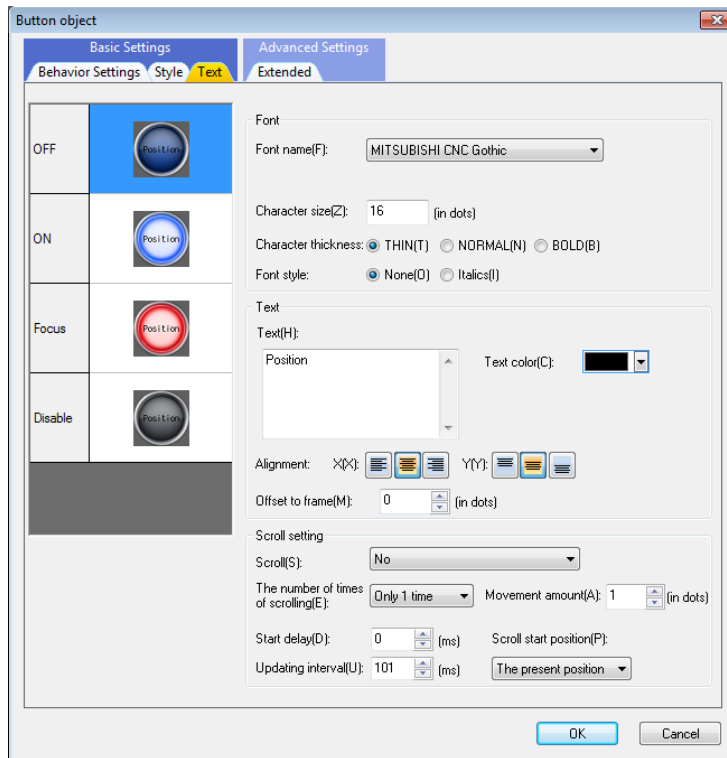 Button object
Basic Settings
Advanced Settings
Behavior Settings Style Text
Extended
OFF
Position
ON
Position
Focus
Position
Disable
Position
Font
Font name(F): MITSUBISHI CNC Gothic
Character size(Z): 16 (in dots)
Character thickness: THIN(T) NORMAL(N) BOLD(B)
Font style: None(O) Italics(I)
Text
Text(H):
Position
Text color(C):
Alignment: X(X): Y(Y):
Offset to frame(M): 0 (in dots)
Scroll setting
Scroll(S): No
The number of times
of scrolling(E): Only 1 time Movement amount(A): 1 (in dots)
Start delay(D): 0 (ms) Scroll start position(P):
Updating interval(U): 101 (ms) The present position
OK Cancel